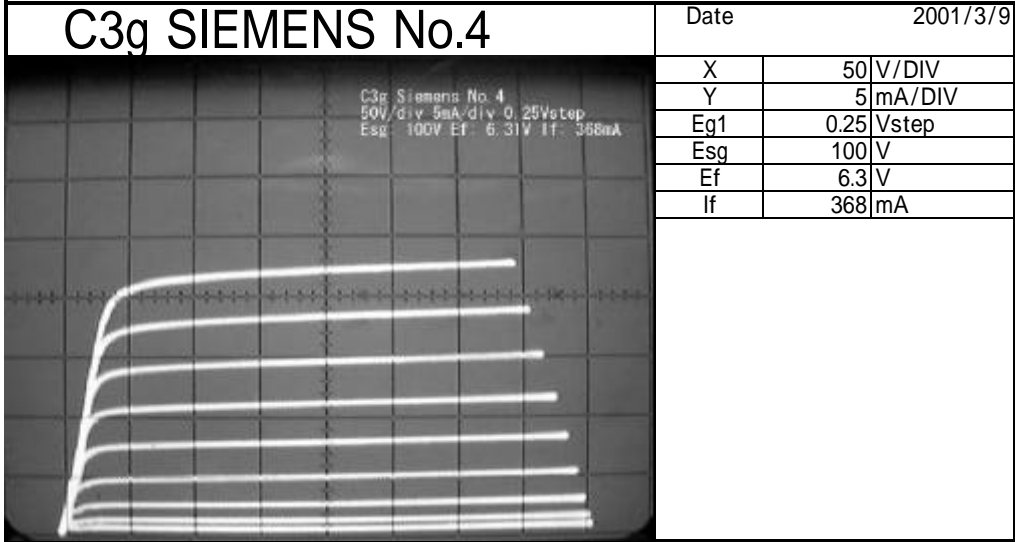 C3g SIEMENS No.4
Date 2001/3/9
C3g Siemens No.4
50V/div 5mA/div 0.25Vstep
Esg: 100V Ef: 6.31V If: 368mA
X 50 V/DIV
Y 5 mA/DIV
Eg1 0.25 Vstep
Esg 100 V
Ef 6.3 V
If 368 mA